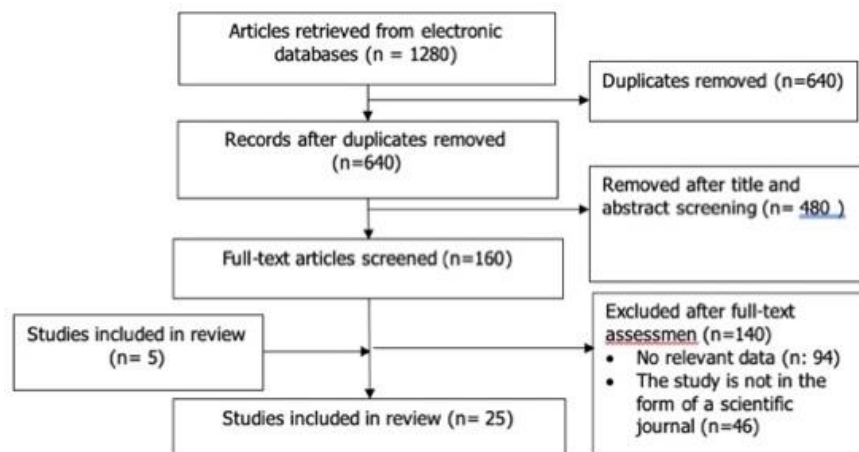 Articles retrieved from electronic
databases (n = 1280)
Duplicates removed (n=640)
Records after duplicates removed
(n=640)
Removed after title and
abstract screening (n= 480 )
Full-text articles screened (n=160)
Studies included in review
(n= 5)
Excluded after full-text
assessmen (n=140)
• No relevant data (n: 94)
• The study is not in the
form of a scientific
journal (n=46)
Studies included in review (n= 25)